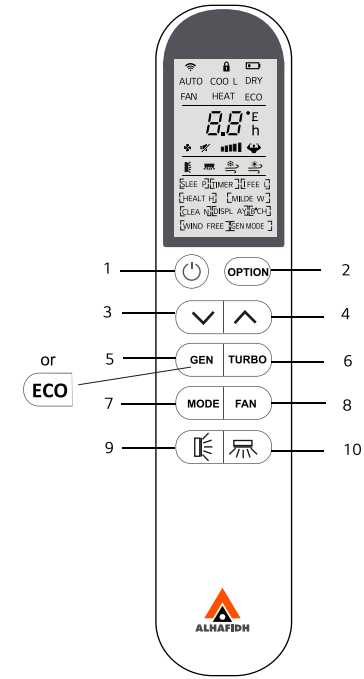 AUTO COO L DRY
FAN HEAT ECO
8.8°E
h
SLEE P TIMER I FEE L
HEALT H MILDE W
CLEA N DISPL AY 8°CH
WIND FREE GEN MODE
1
2
OPTION
3
4
or
ECO
5
GEN TURBO
6
7
MODE FAN
8
9
10
ALHAFIDH